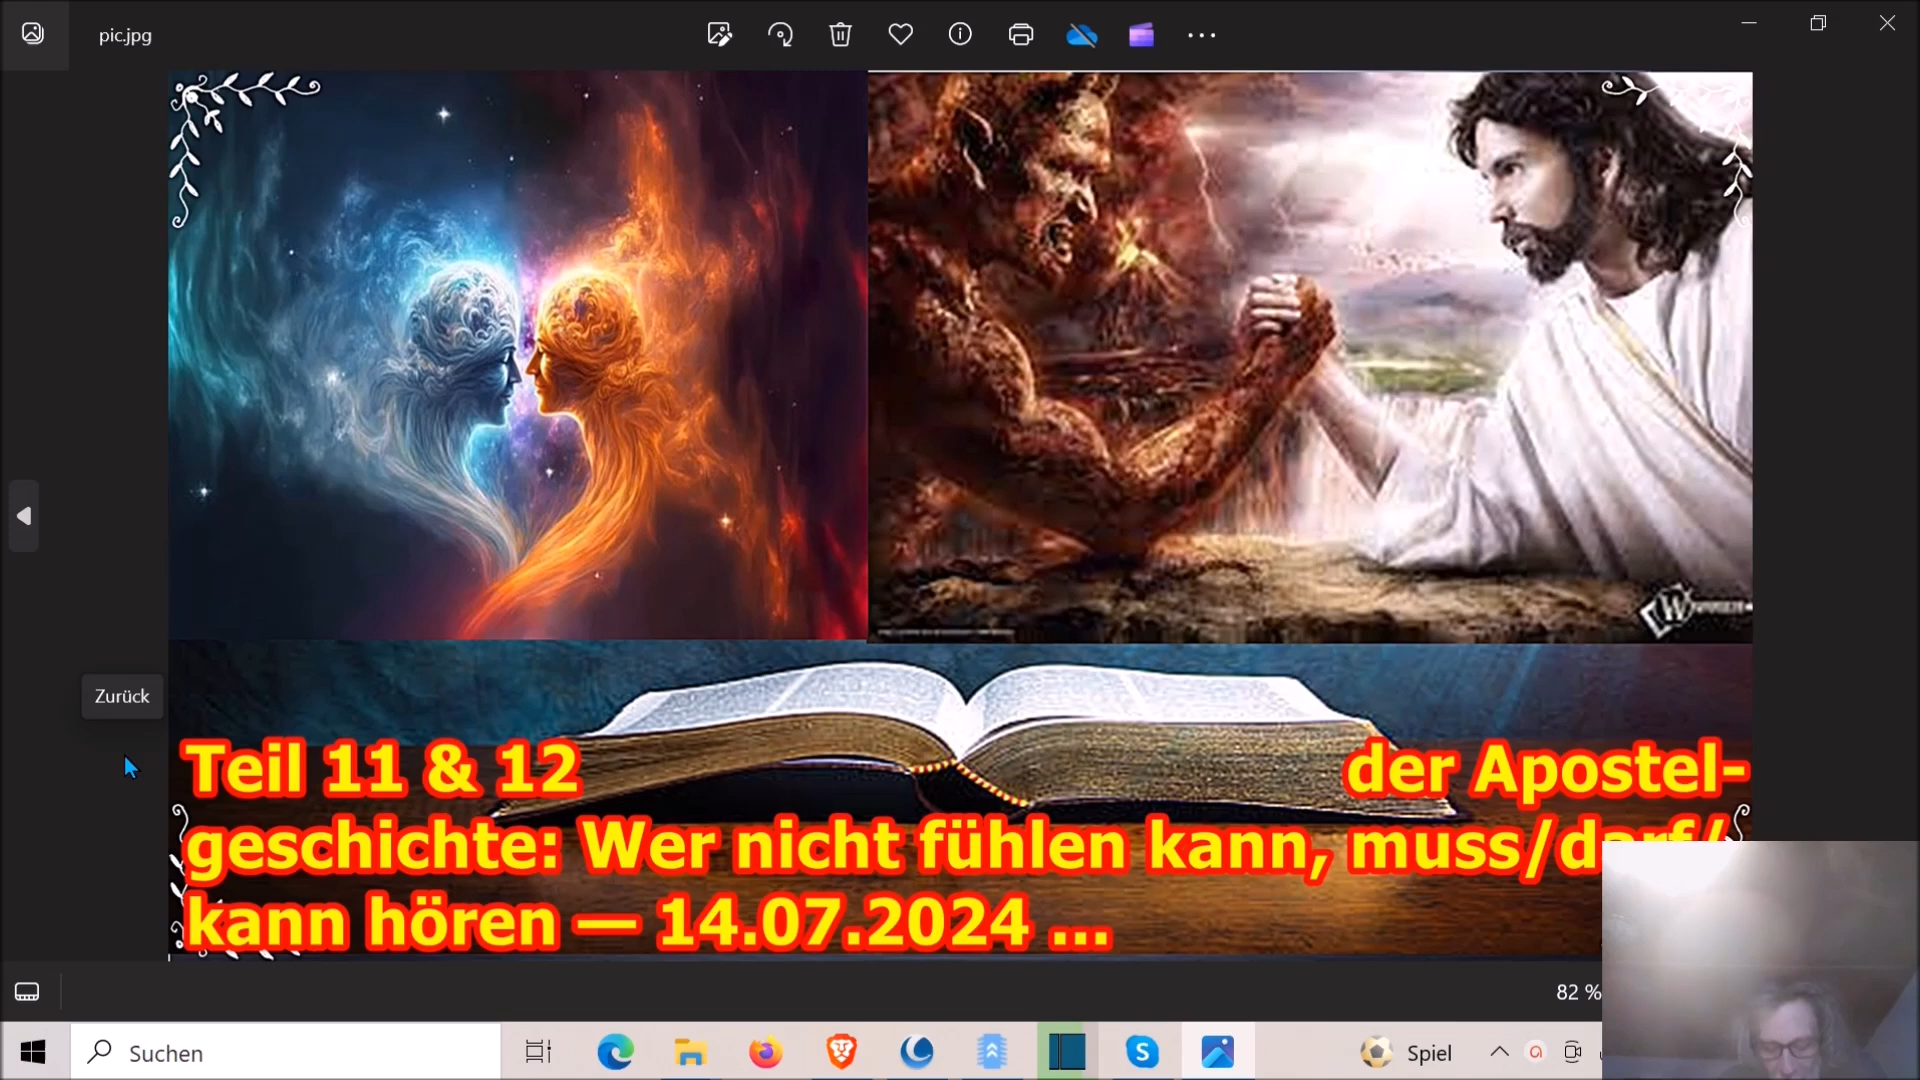 pic.jpg
Zurück
Teil 11 & 12 der Apostel-
geschichte: Wer nicht fühlen kann, muss/darf/
kann hören — 14.07.2024 ...
82 %
Suchen
Spiel